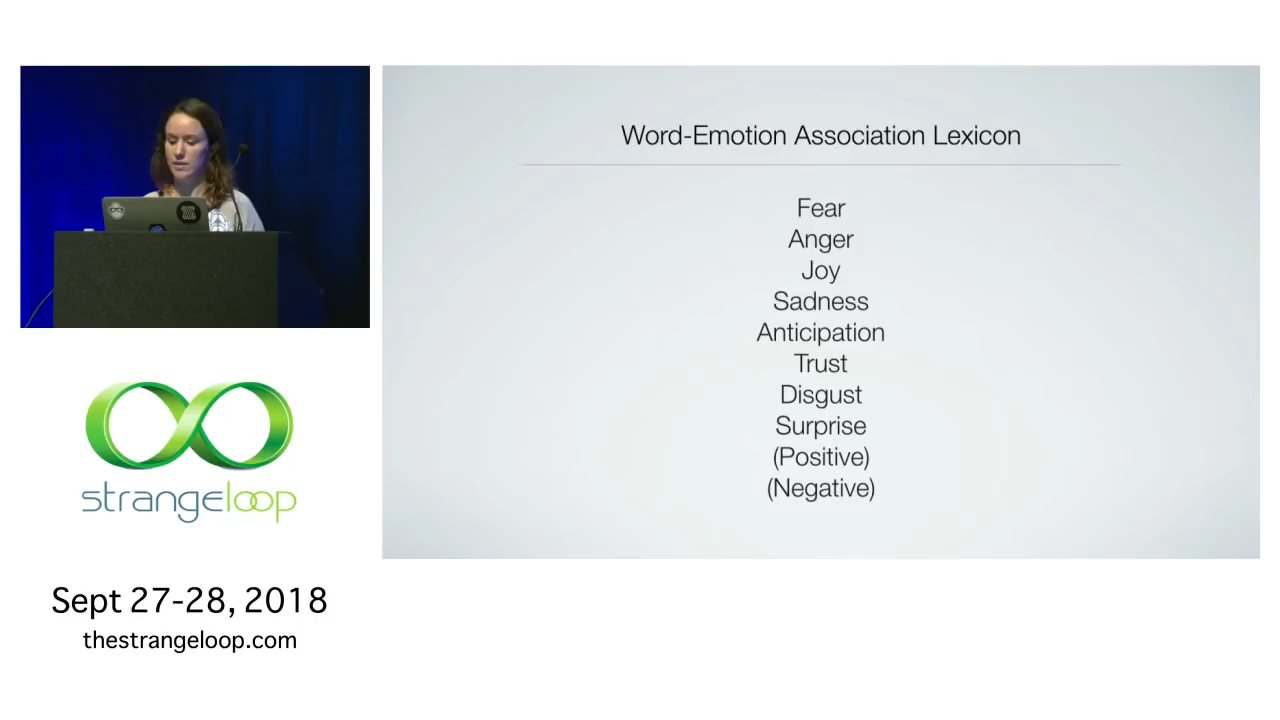 Word-Emotion Association Lexicon
Fear
Anger
Joy
Sadness
Anticipation
Trust
Disgust
Surprise
(Positive)
(Negative)
strangeloop
Sept 27-28, 2018
thestrangeloop.com